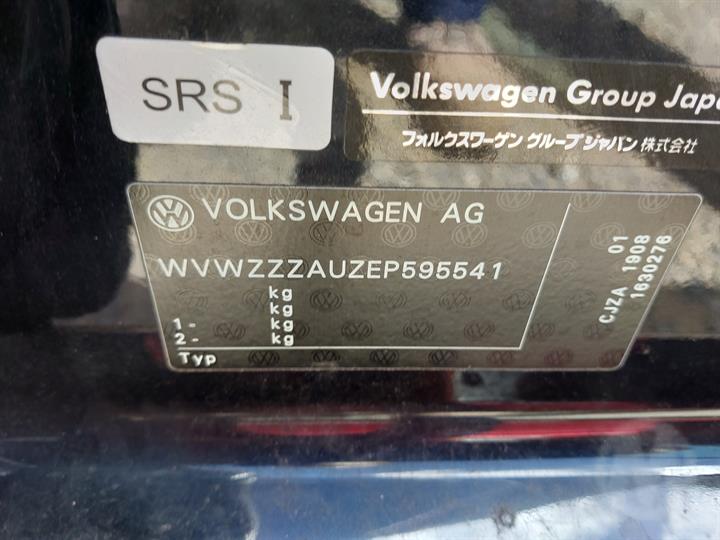 SRS I
Volkswagen Group Japa
フォルクスワーゲン グループ ジャパン 株式会社
VOLKSWAGEN AG
WVWZZZAUZEP595541
kg
kg
1- kg
2- kg
Typ
01
CJZA 1908
1630276